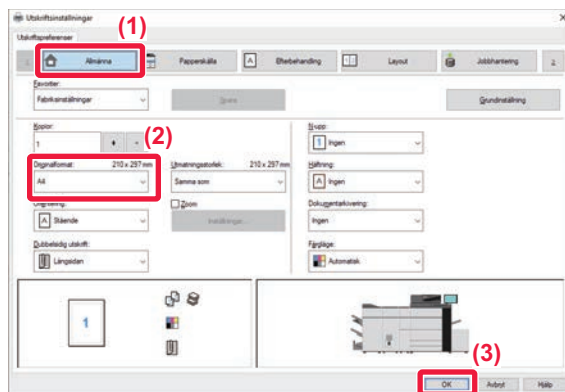 Utskriftsinställningar
(1)
Utskriftspreferenser
Allmänna
Papperskälla
Efterbehandling
Layout
Jobbhantering
Favoriter:
Fabriksinställningar
Spara
Grundinställning
Kopior:
1
(2)
N-upp:
1 Ingen
Originalformat: 210 x 297 mm
A4
Utmatningsstorlek: 210 x 297 mm
Samma som
Häftning:
A Ingen
Orientering:
A Stående
Zoom
Inställningar...
Dokumentarkivering:
Ingen
Dubbelsidig utskrift:
Långsidan
Färgläge:
Automatisk
1
(3)
OK
Avbryt
Hjälp